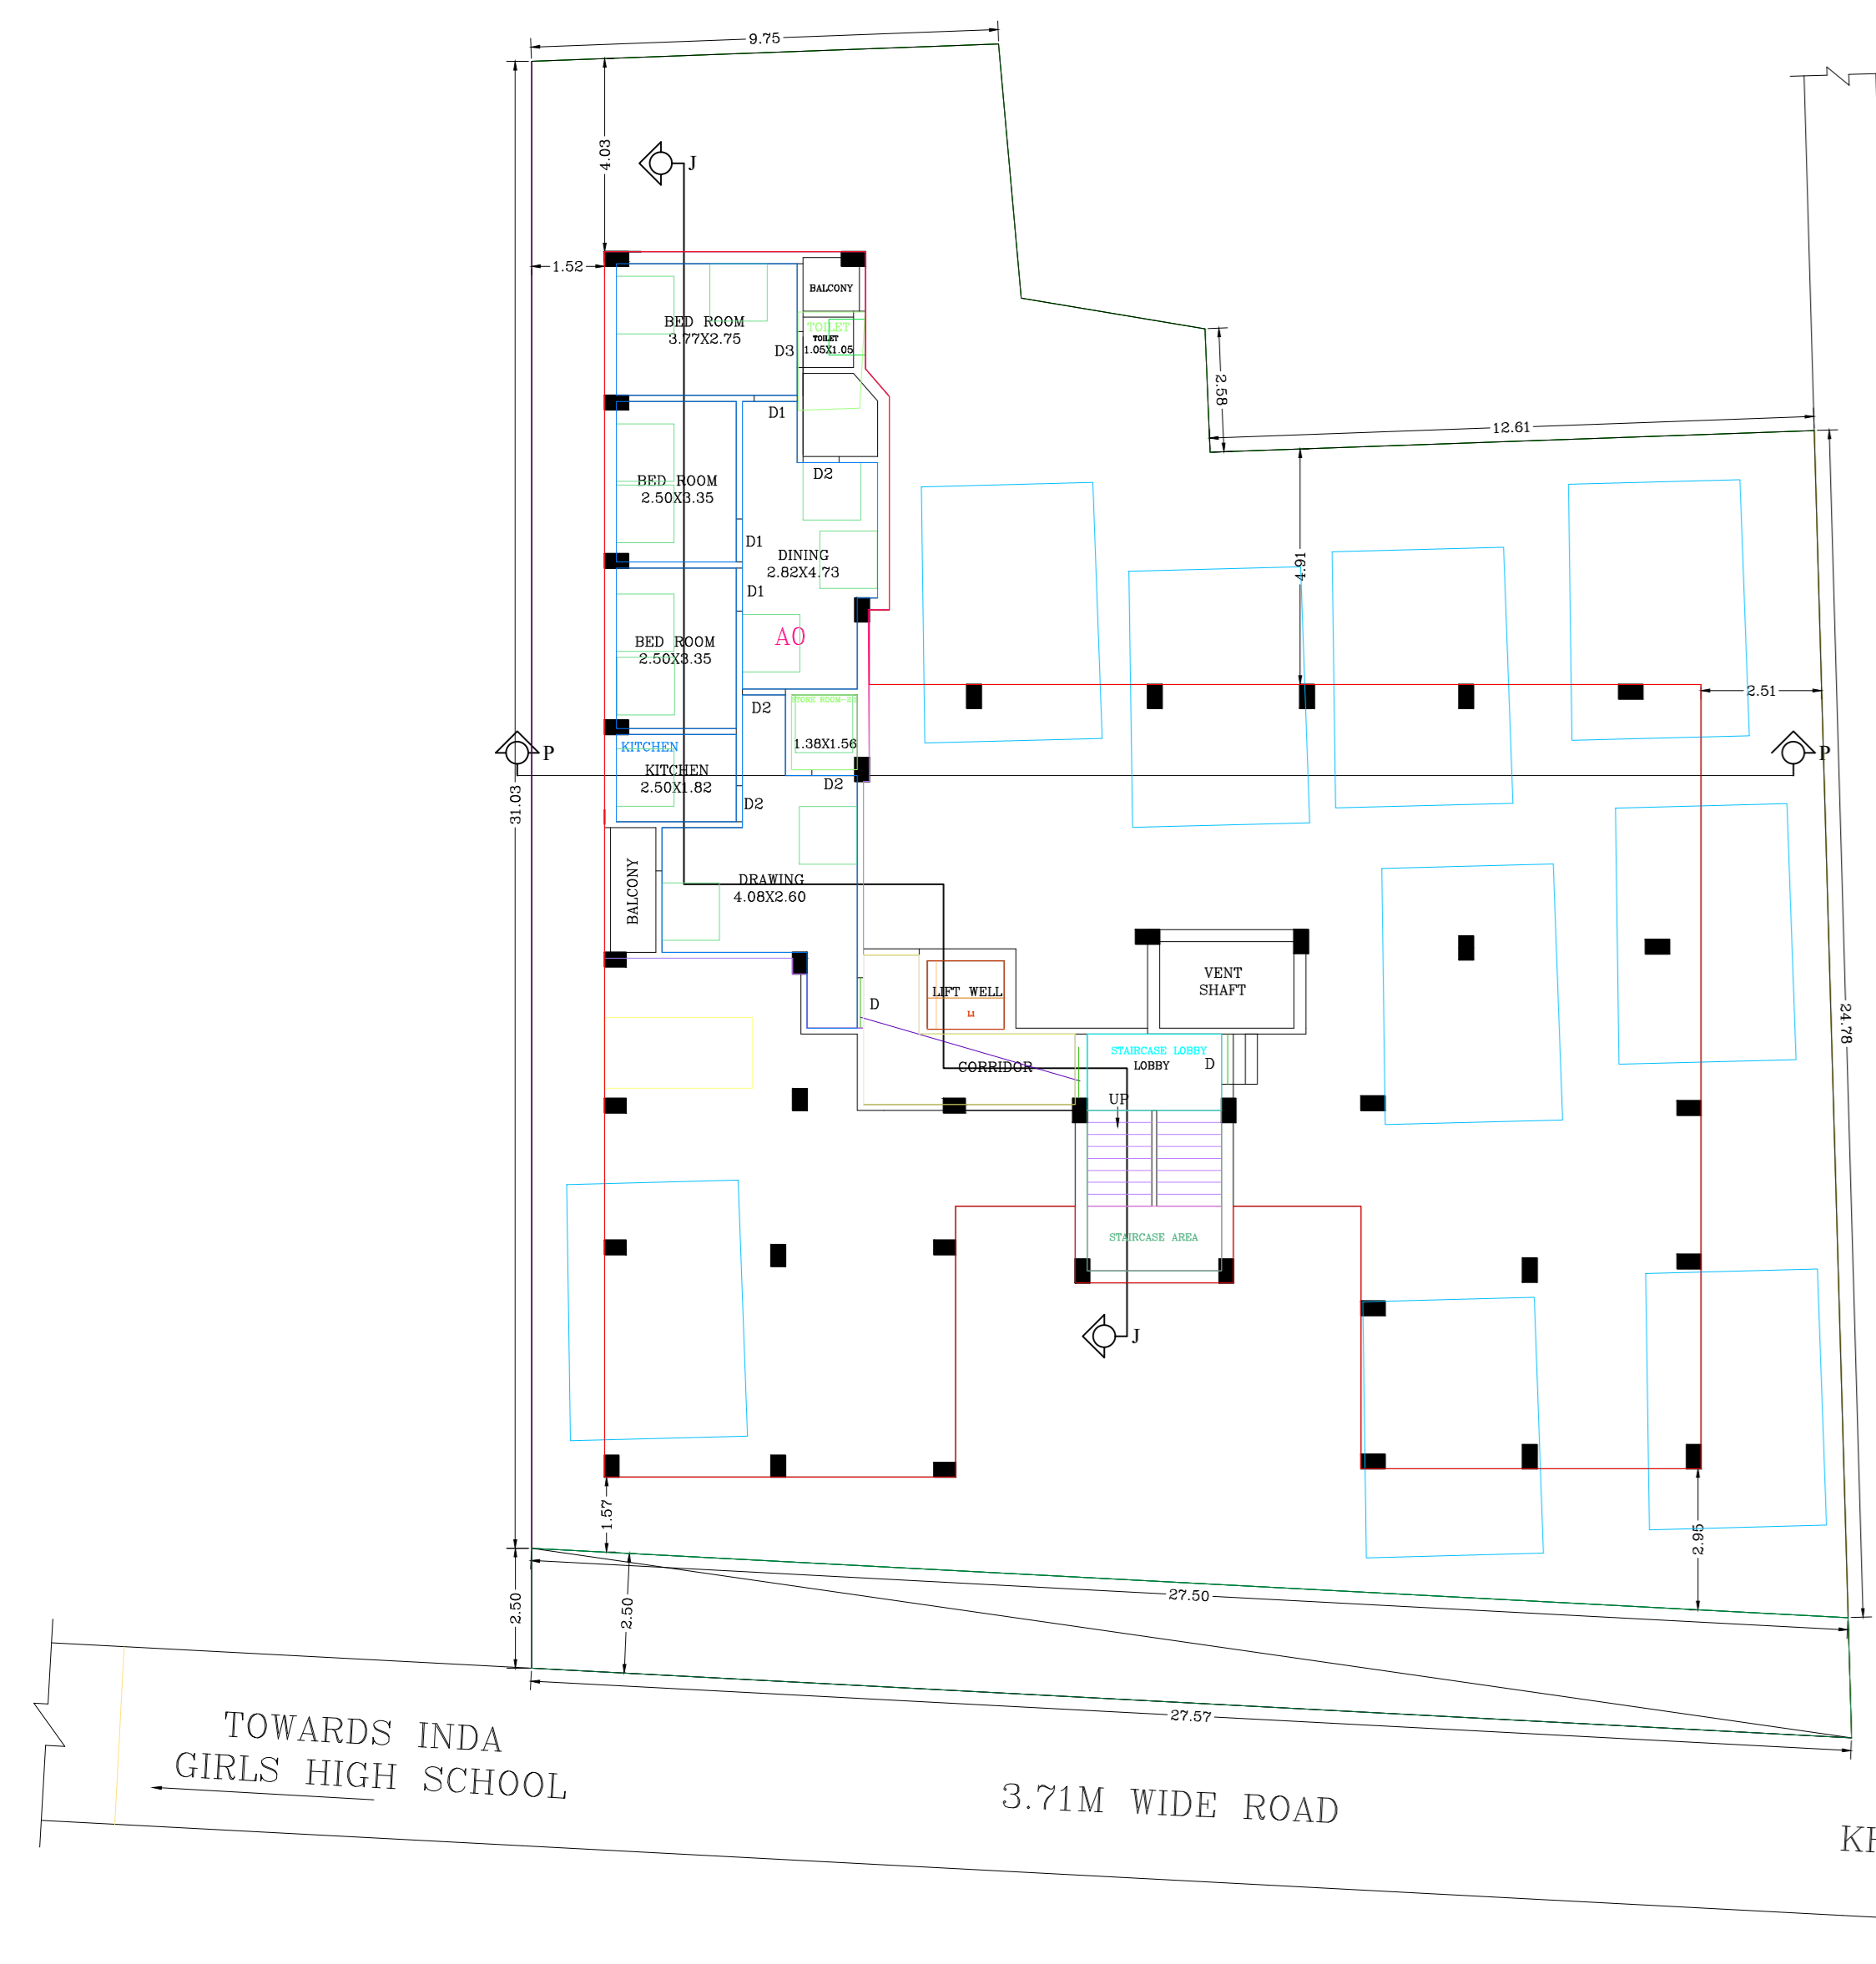 9.75
4.03
J
1.52
BALCONY
BED ROOM
3.77X2.75
TOILET
TOILET
1.05X1.05
D3
2.58
D1
12.61
D2
BED ROOM
2.50X3.35
D1
DINING
2.82X4.73
4.91
D1
A0
BED ROOM
2.50X3.35
2.51
D2
1.38X1.56
KITCHEN
P
P
KITCHEN
2.50X1.82
D2
D2
31.03
BALCONY
DRAWING
4.08X2.60
VENT
SHAFT
LIFT WELL
D
24.78
STAIRCASE LOBBY
LOBBY
D
CORRIDOR
UP
STAIRCASE AREA
J
1.57
2.95
27.50
2.50
2.50
27.57
TOWARDS INDA
GIRLS HIGH SCHOOL
3.71M WIDE ROAD
KH